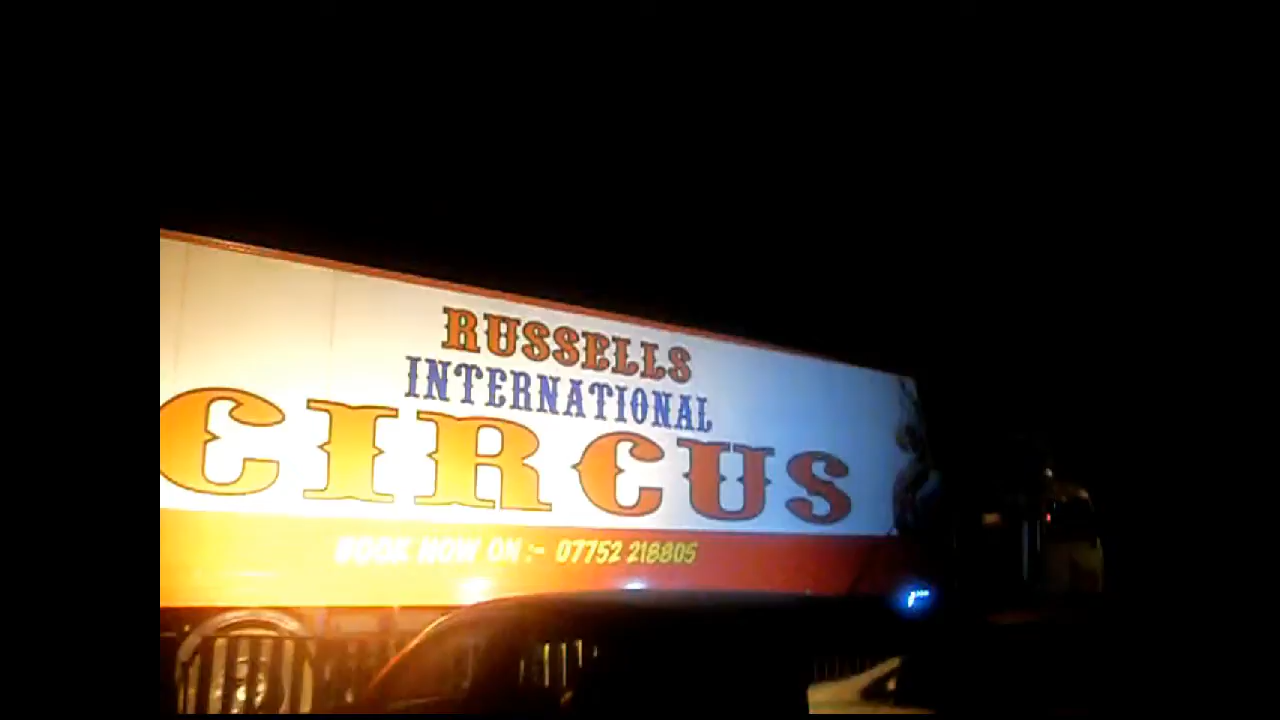 RUSSELLS
INTERNATIONAL
CIRCUS
BOOK NOW ON :- 07752 218805